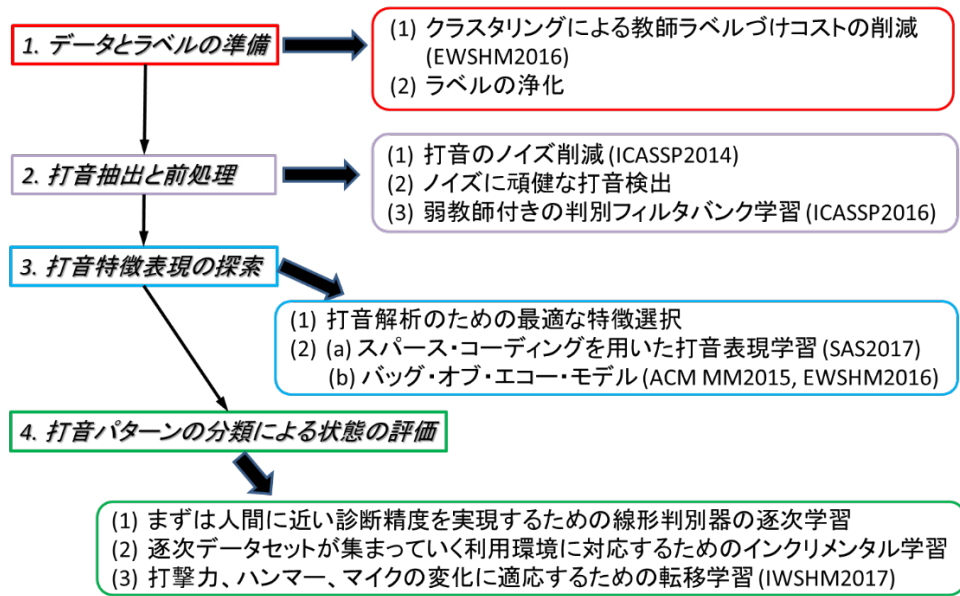 1. データとラベルの準備
(1) クラスタリングによる教師ラベルづけコストの削減
(EWSHM2016)
(2) ラベルの浄化
2. 打音抽出と前処理
(1) 打音のノイズ削減 (ICASSP2014)
(2) ノイズに頑健な打音検出
(3) 弱教師付きの判別フィルタバンク学習 (ICASSP2016)
3. 打音特徴表現の探索
(1) 打音解析のための最適な特徴選択
(2) (a) スパース・コーディングを用いた打音表現学習 (SAS2017)
(b) バッグ・オブ・エコー・モデル (ACM MM2015, EWSHM2016)
4. 打音パターンの分類による状態の評価
(1) まずは人間に近い診断精度を実現するための線形判別器の逐次学習
(2) 逐次データセットが集まっていく利用環境に対応するためのインクリメンタル学習
(3) 打撃力、ハンマー、マイクの変化に適応するための転移学習 (IWSHM2017)